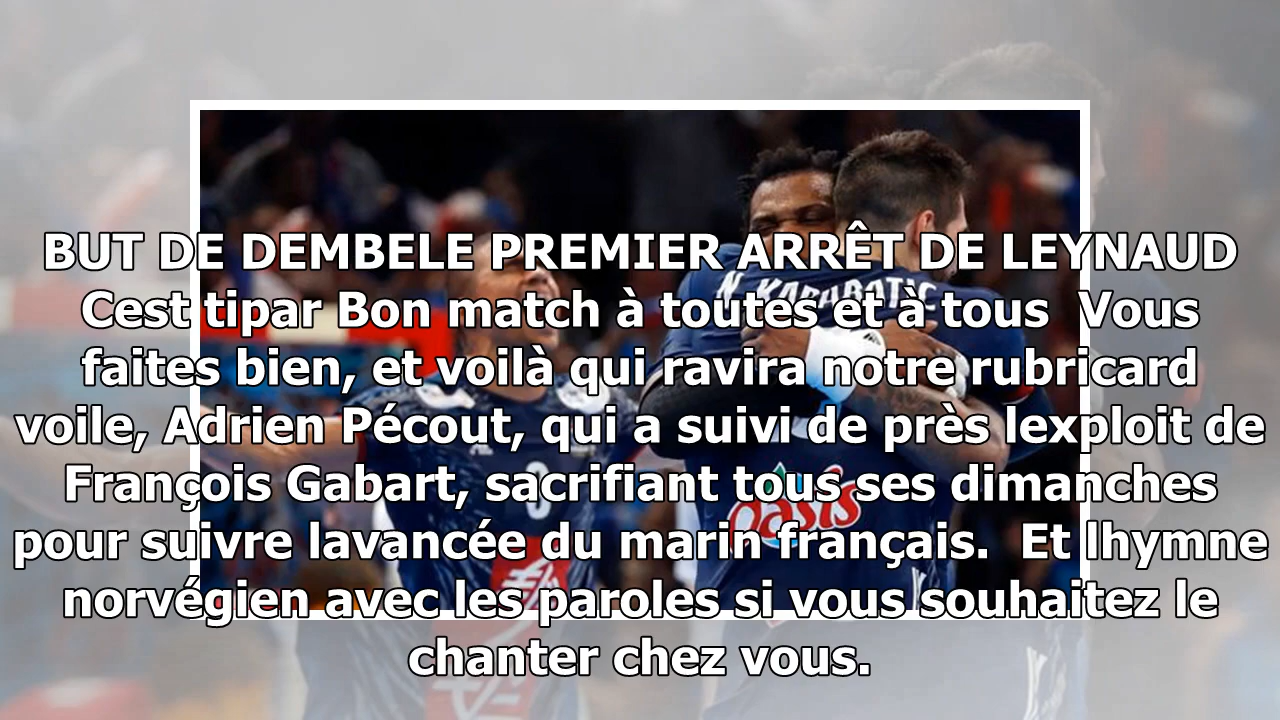 BUT DE DEMBELE PREMIER ARRÊT DE LEYNAUD
Cest tipar Bon match à toutes et à tous  Vous
faites bien, et voilà qui ravira notre rubricard
voile, Adrien Pécout, qui a suivi de près lexploit de
François Gabart, sacrifiant tous ses dimanches
pour suivre lavancée du marin français.  Et lhymne
norvégien avec les paroles si vous souhaitez le
chanter chez vous.
N. KARABATIC
oasis